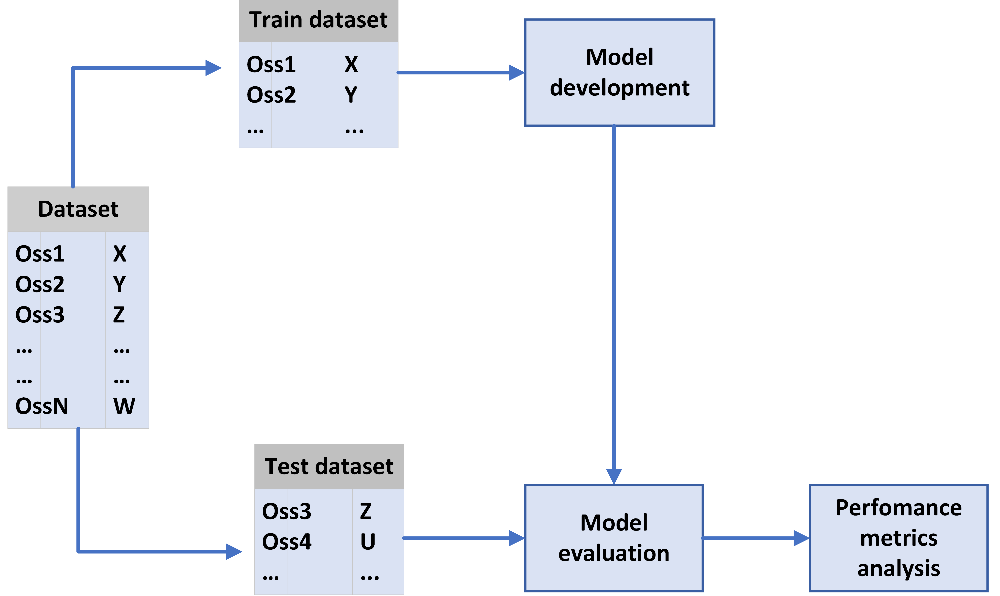 Train dataset
Oss1 X
Oss2 Y
... ...
Model
development
Dataset
Oss1 X
Oss2 Y
Oss3 Z
... ...
... ...
OssN W
Test dataset
Oss3 Z
Oss4 U
... ...
Model
evaluation
Perfomance
metrics
analysis